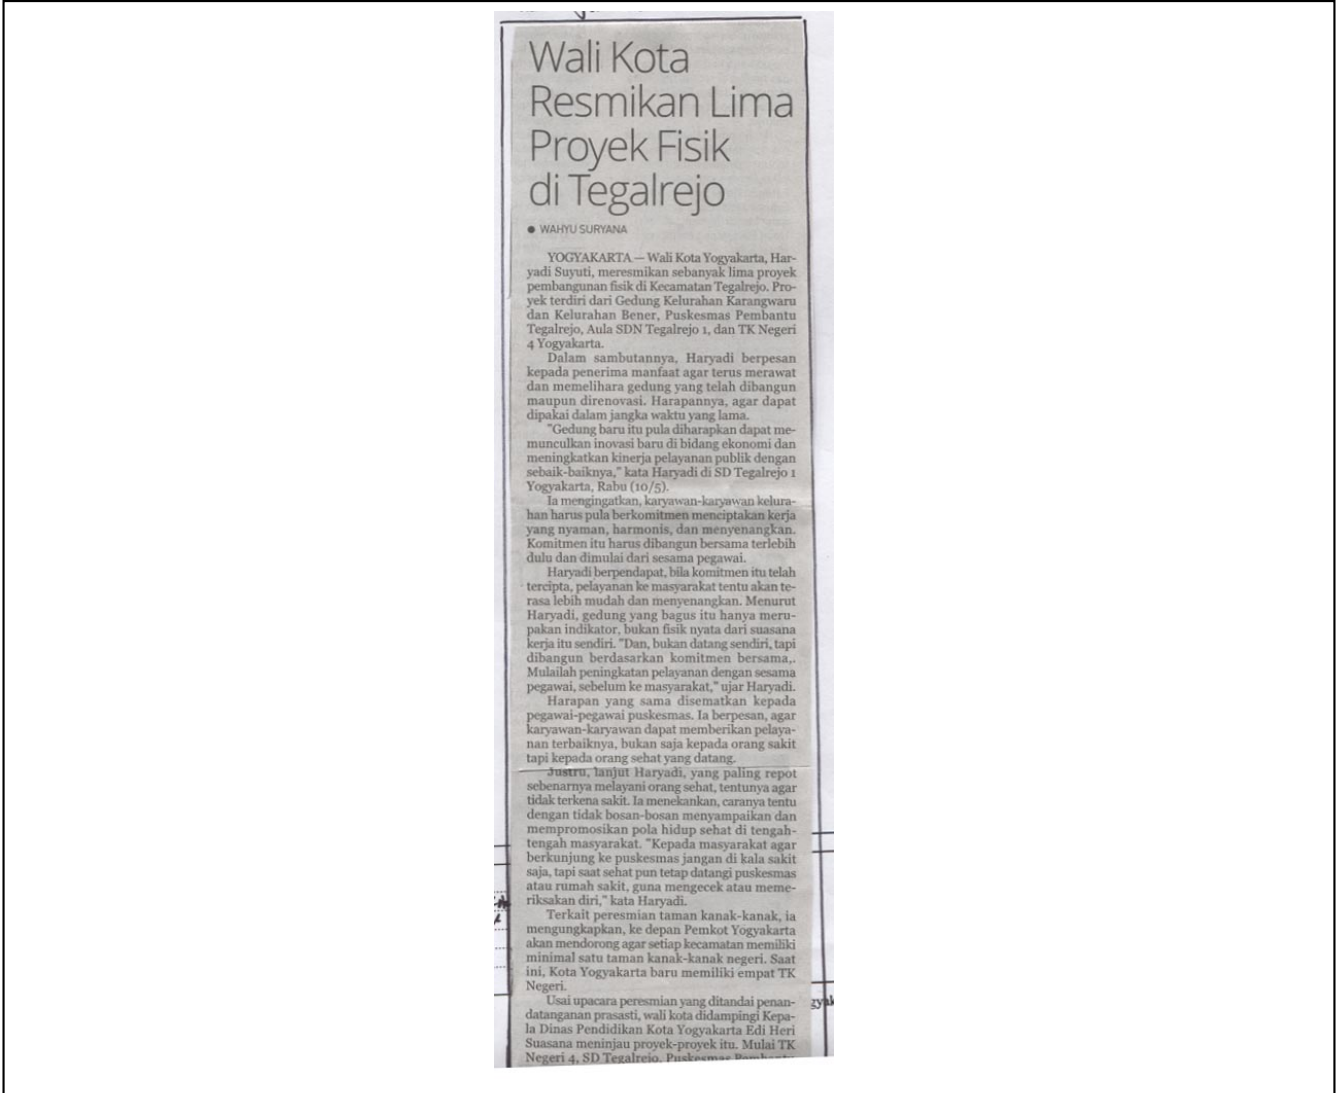 Wali Kota
Resmikan Lima
Proyek Fisik
di Tegalrejo
● WAHYU SURYANA
YOGYAKARTA — Wali Kota Yogyakarta, Har-
yadi Suyuti, meresmikan sebanyak lima proyek
pembangunan fisik di Kecamatan Tegalrejo. Pro-
yek terdiri dari Gedung Kelurahan Karangwaru
dan Kelurahan Bener, Puskesmas Pembantu
Tegalrejo, Aula SDN Tegalrejo 1, dan TK Negeri
4 Yogyakarta.
Dalam sambutannya, Haryadi berpesan
kepada penerima manfaat agar terus merawat
dan memelihara gedung yang telah dibangun
maupun direnovasi. Harapannya, agar dapat
dipakai dalam jangka waktu yang lama.
"Gedung baru itu pula diharapkan dapat me-
munculkan inovasi baru di bidang ekonomi dan
meningkatkan kinerja pelayanan publik dengan
sebaik-baiknya," kata Haryadi di SD Tegalrejo 1
Yogyakarta, Rabu (10/5).
Ia mengingatkan, karyawan-karyawan kelura-
han harus pula berkomitmen menciptakan kerja
yang nyaman, harmonis, dan menyenangkan.
Komitmen itu harus dibangun bersama terlebih
dulu dan dimulai dari sesama pegawai.
Haryadi berpendapat, bila komitmen itu telah
tercipta, pelayanan ke masyarakat tentu akan te-
rasa lebih mudah dan menyenangkan. Menurut
Haryadi, gedung yang bagus itu hanya meru-
pakan indikator, bukan fisik nyata dari suasana
kerja itu sendiri. "Dan, bukan datang sendiri, tapi
dibangun berdasarkan komitmen bersama,.
Mulailah peningkatan pelayanan dengan sesama
pegawai, sebelum ke masyarakat," ujar Haryadi.
Harapan yang sama disematkan kepada
pegawai-pegawai puskesmas. Ia berpesan, agar
karyawan-karyawan dapat memberikan pelaya-
nan terbaiknya, bukan saja kepada orang sakit
tapi kepada orang sehat yang datang.
Justru, lanjut Haryadi, yang paling repot
sebenarnya melayani orang sehat, tentunya agar
tidak terkena sakit. Ia menekankan, caranya tentu
dengan tidak bosan-bosan menyampaikan dan
mempromosikan pola hidup sehat di tengah-
tengah masyarakat. "Kepada masyarakat agar
berkunjung ke puskesmas jangan di kala sakit
saja, tapi saat sehat pun tetap datangi puskesmas
atau rumah sakit, guna mengecek atau meme-
riksakan diri," kata Haryadi.
Terkait peresmian taman kanak-kanak, ia
mengungkapkan, ke depan Pemkot Yogyakarta
akan mendorong agar setiap kecamatan memiliki
minimal satu taman kanak-kanak negeri. Saat
ini, Kota Yogyakarta baru memiliki empat TK
Negeri.
Usai upacara peresmian yang ditandai penan-
datanganan prasasti, wali kota didampingi Kepa-
la Dinas Pendidikan Kota Yogyakarta Edi Heri
Suasana meninjau proyek-proyek itu. Mulai TK
Negeri 4, SD Tegalrejo, Puskesmas Pembantu